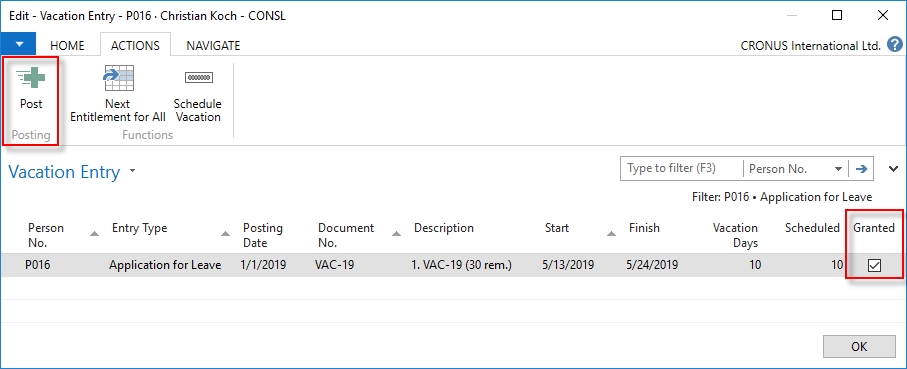 Edit - Vacation Entry - P016 · Christian Koch - CONSL
HOME ACTIONS NAVIGATE CRONUS International Ltd. ?
Post Next Entitlement for All Schedule Vacation
Posting Functions
Vacation Entry Type to filter (F3) Person No.
Filter: P016 • Application for Leave
Person No. Entry Type Posting Date Document No. Description Start Finish Vacation Days Scheduled Granted
P016 Application for Leave 1/1/2019 VAC-19 1. VAC-19 (30 rem.) 5/13/2019 5/24/2019 10 10
OK